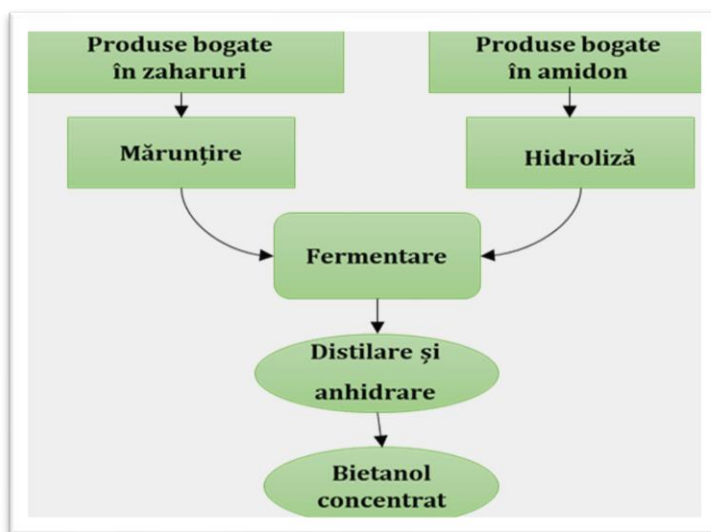 Produse bogate
în zaharuri
Produse bogate
în amidon
Mărunțire
Hidroliză
Fermentare
Distilare și
anhidrare
Bietanol
concentrat